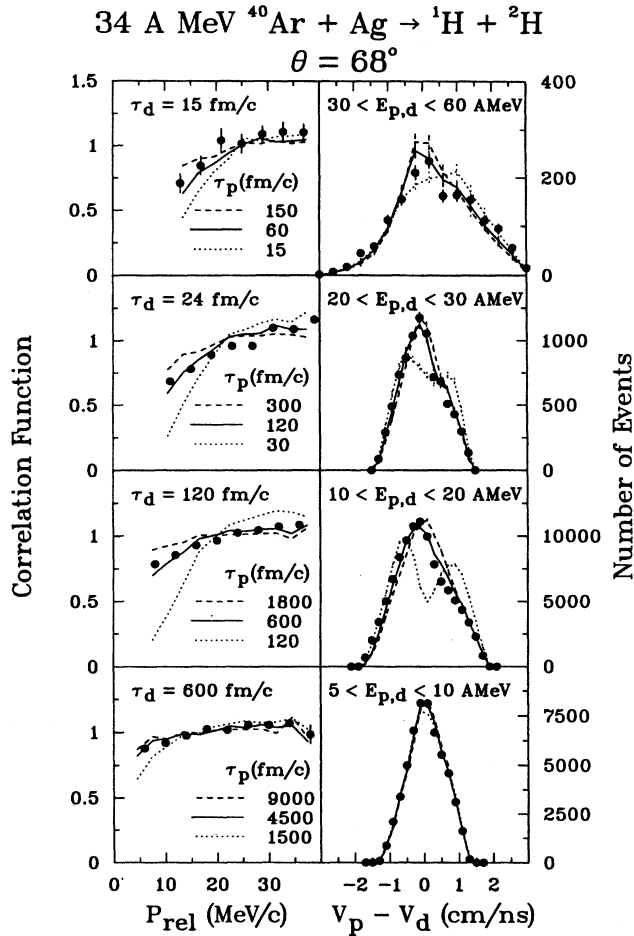 34 A MeV ⁴⁰Ar + Ag → ¹H + ²H
θ = 68°
Correlation Function
Number of Events
1.5
1
0.5
0
τd = 15 fm/c
τp(fm/c)
150
60
15
30 < Ep,d < 60 AMeV
400
200
0
1
0.5
0
τd = 24 fm/c
τp(fm/c)
300
120
30
20 < Ep,d < 30 AMeV
1000
500
0
1
0.5
0
τd = 120 fm/c
τp(fm/c)
1800
600
120
10 < Ep,d < 20 AMeV
10000
5000
0
1
0.5
0
τd = 600 fm/c
τp(fm/c)
9000
4500
1500
5 < Ep,d < 10 AMeV
7500
5000
2500
0
0 10 20 30
-2 -1 0 1 2
Prel (MeV/c)
Vp − Vd (cm/ns)